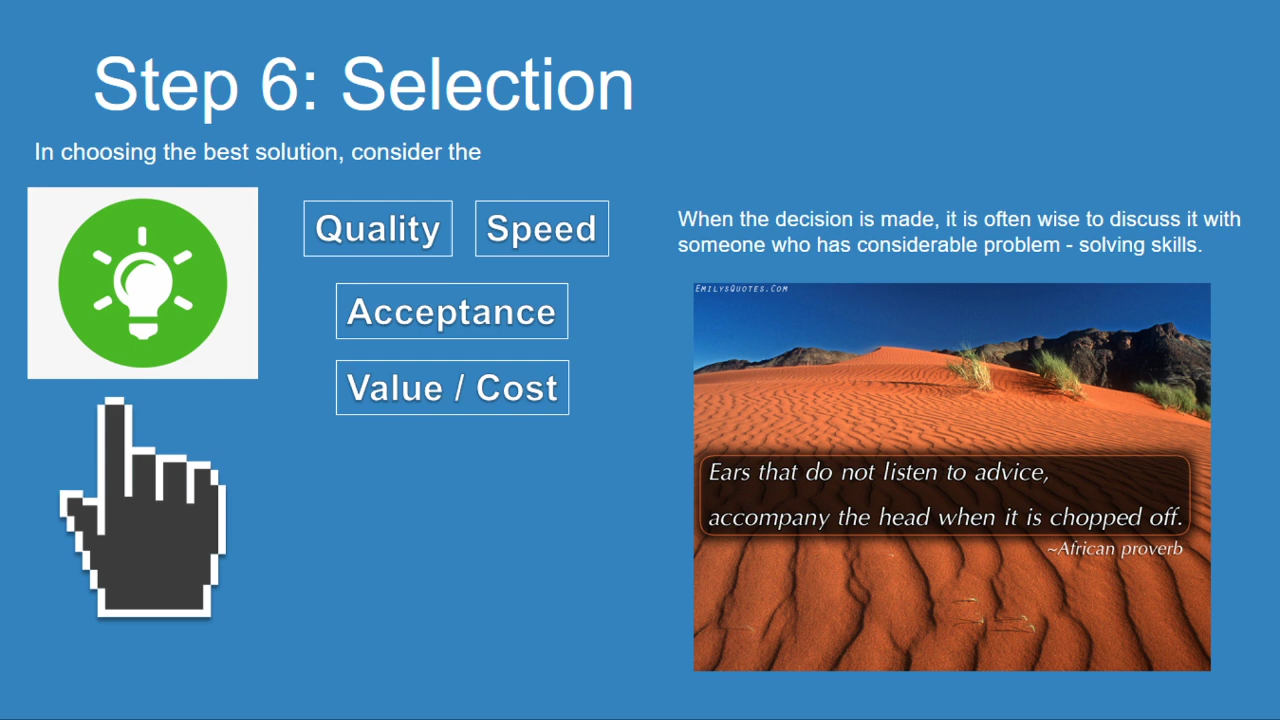 Step 6: Selection
In choosing the best solution, consider the
Quality
Speed
Acceptance
Value / Cost
When the decision is made, it is often wise to discuss it with
someone who has considerable problem - solving skills.
EmilysQuotes.Com
Ears that do not listen to advice,
accompany the head when it is chopped off.
~African proverb